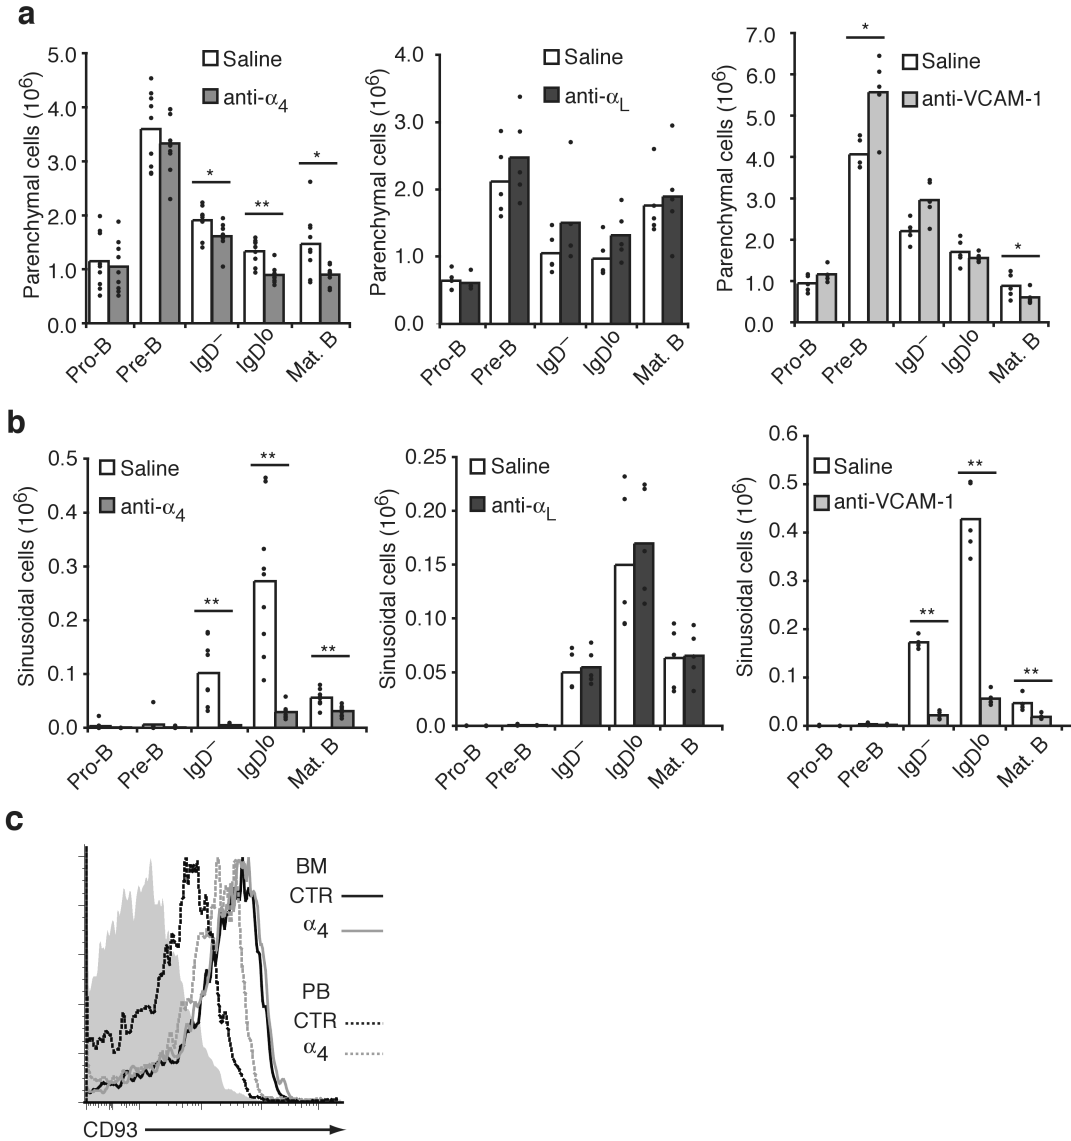 a
Parenchymal cells (10⁶)
5.0
4.0
3.0
2.0
1.0
0.0
Saline
anti-α₄
*
**
*
Pro-B
Pre-B
IgD⁻
IgDˡᵒ
Mat. B
Parenchymal cells (10⁶)
4.0
3.0
2.0
1.0
0.0
Saline
anti-α_L
Pro-B
Pre-B
IgD⁻
IgDˡᵒ
Mat. B
Parenchymal cells (10⁶)
7.0
6.0
5.0
4.0
3.0
2.0
1.0
0.0
*
Saline
anti-VCAM-1
*
Pro-B
Pre-B
IgD⁻
IgDˡᵒ
Mat. B
b
Sinusoidal cells (10⁶)
0.5
0.4
0.3
0.2
0.1
0.0
Saline
anti-α₄
**
**
**
Pro-B
Pre-B
IgD⁻
IgDˡᵒ
Mat. B
Sinusoidal cells (10⁶)
0.25
0.20
0.15
0.10
0.05
0.0
Saline
anti-α_L
Pro-B
Pre-B
IgD⁻
IgDˡᵒ
Mat. B
Sinusoidal cells (10⁶)
0.6
0.5
0.4
0.3
0.2
0.1
0.0
Saline
anti-VCAM-1
**
**
**
Pro-B
Pre-B
IgD⁻
IgDˡᵒ
Mat. B
c
BM
CTR
α4
PB
CTR
α4
CD93